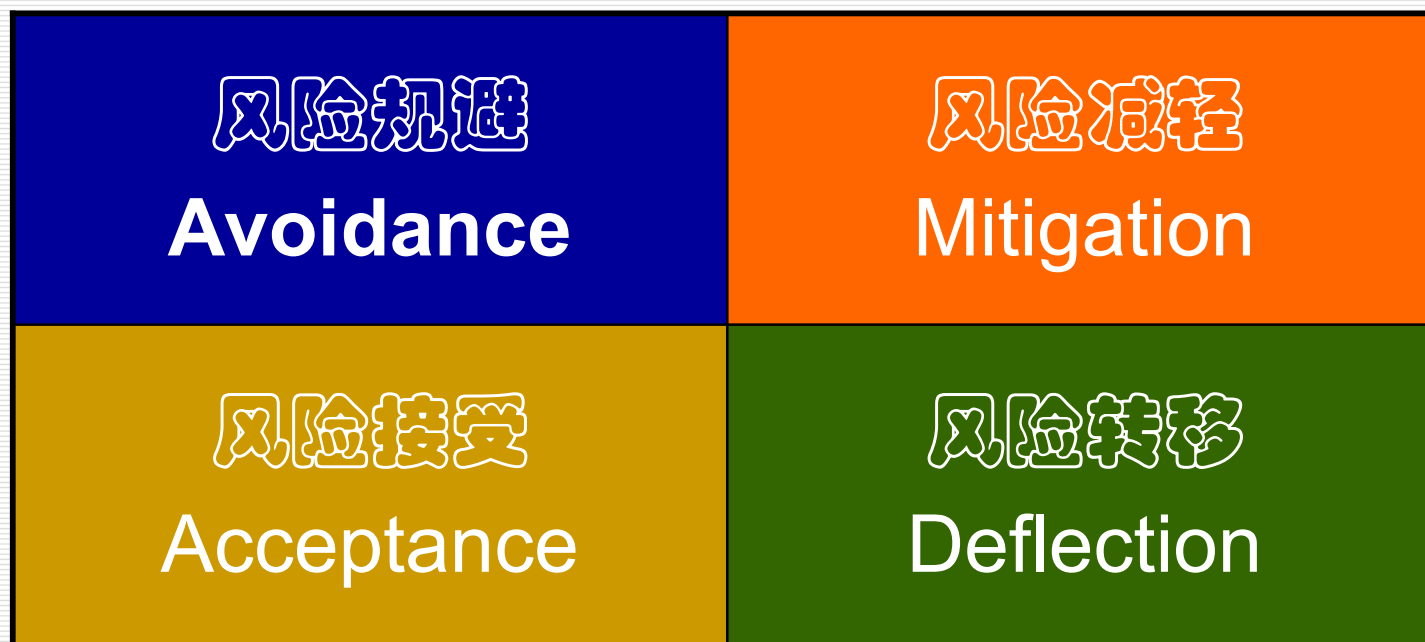 风险规避
Avoidance
风险减轻
Mitigation
风险接受
Acceptance
风险转移
Deflection